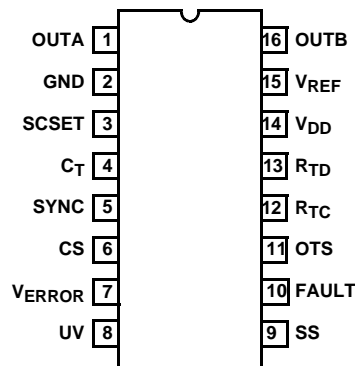 OUTA 1 16 OUTB
GND 2 15 VREF
SCSET 3 14 VDD
CT 4 13 RTD
SYNC 5 12 RTC
CS 6 11 OTS
VERROR 7 10 FAULT
UV 8 9 SS